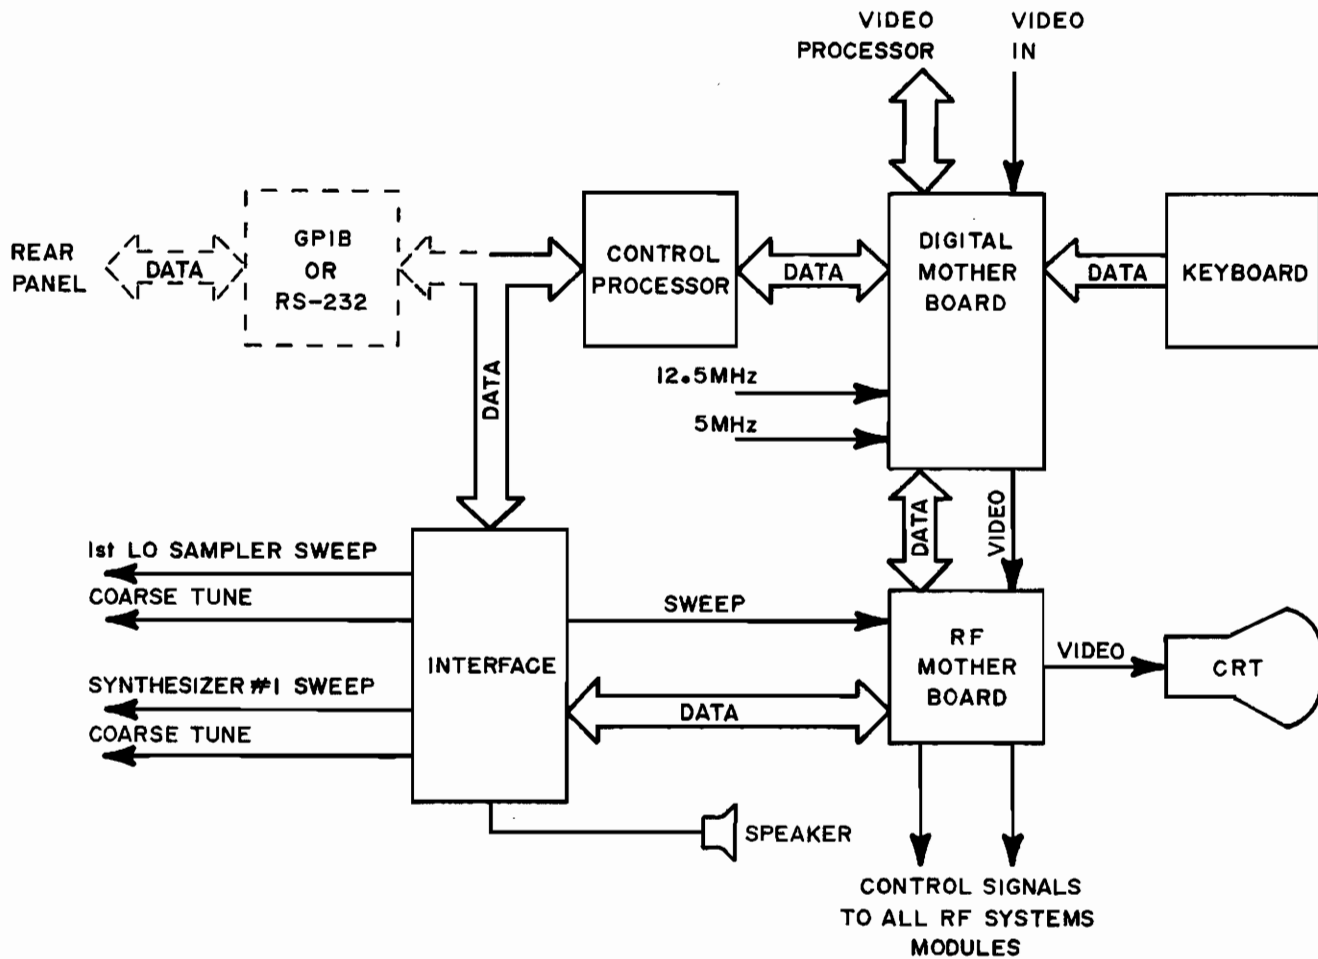 VIDEO
PROCESSOR
VIDEO
IN
REAR
PANEL
DATA
GPIB
OR
RS-232
CONTROL
PROCESSOR
DATA
DIGITAL
MOTHER
BOARD
DATA
KEYBOARD
DATA
12.5MHz
5MHz
DATA
VIDEO
1st LO SAMPLER SWEEP
COARSE TUNE
SYNTHESIZER #1 SWEEP
COARSE TUNE
INTERFACE
SWEEP
DATA
RF
MOTHER
BOARD
VIDEO
CRT
SPEAKER
CONTROL SIGNALS
TO ALL RF SYSTEMS
MODULES